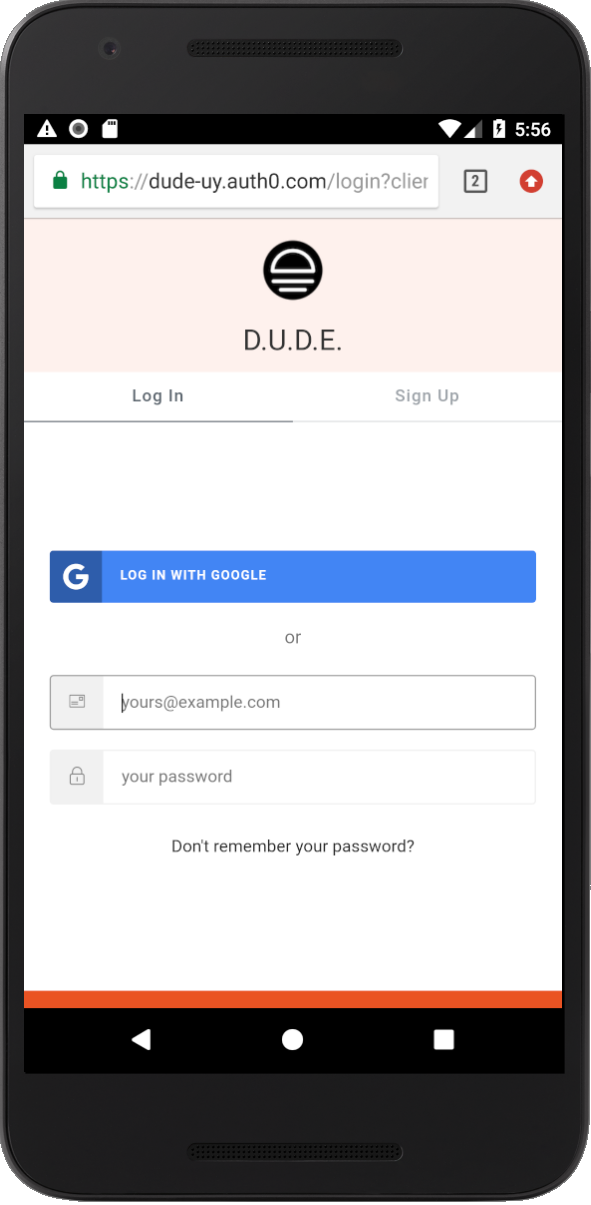 5:56
https://dude-uy.auth0.com/login?clier
2
D.U.D.E.
Log In
Sign Up
G
LOG IN WITH GOOGLE
or
yours@example.com
your password
Don't remember your password?